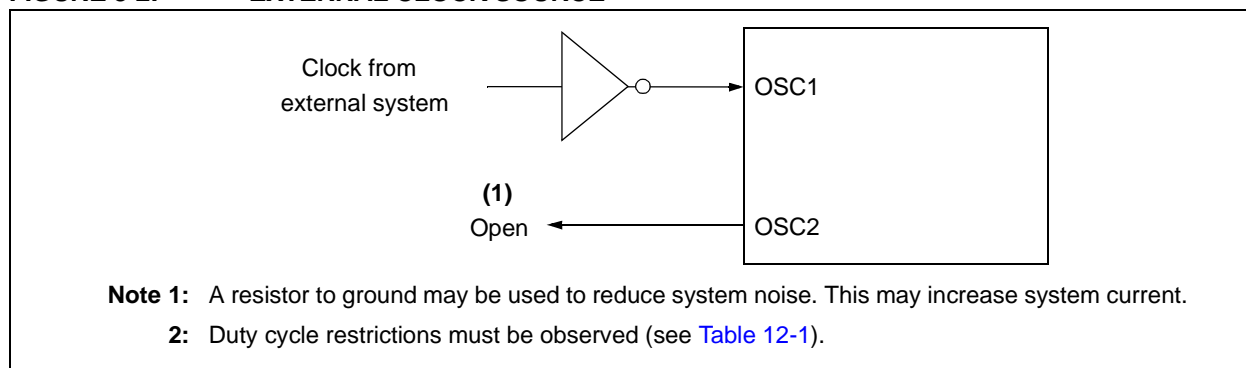 Clock from
external system
OSC1
(1)
Open
OSC2
Note 1: A resistor to ground may be used to reduce system noise. This may increase system current.
2: Duty cycle restrictions must be observed (see Table 12-1).